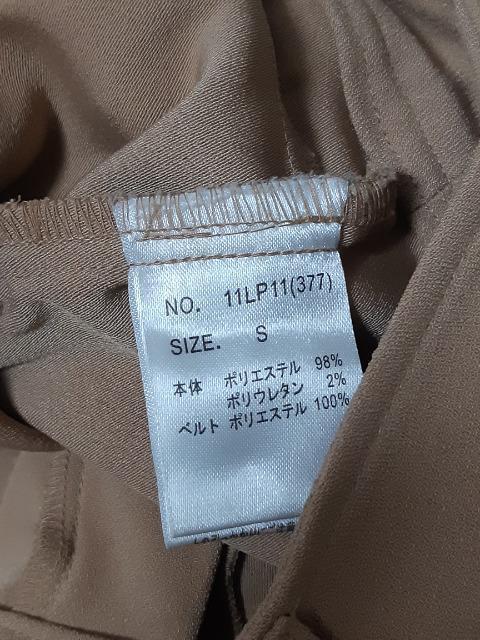 NO. 11LP11(377)
SIZE. S
本体 ポリエステル 98%
ポリウレタン 2%
ベルト ポリエステル 100%